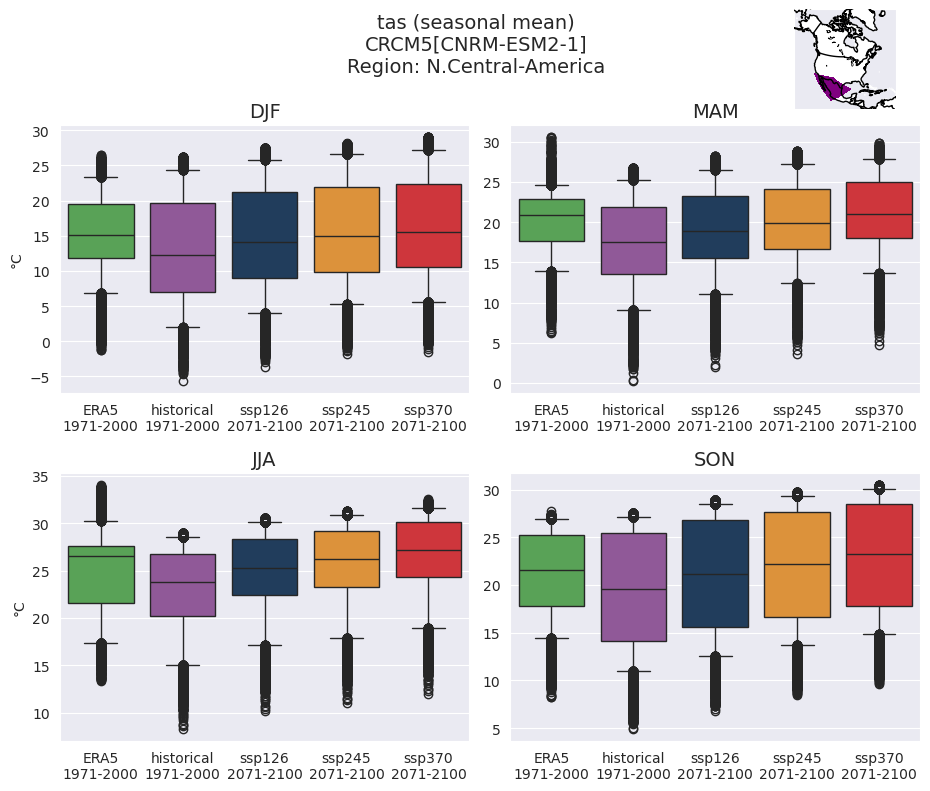 tas (seasonal mean)
CRCM5[CNRM-ESM2-1]
Region: N.Central-America
DJF
30
25
20
15
10
5
0
−5
°C
ERA5 historical ssp126 ssp245 ssp370
1971-2000 1971-2000 2071-2100 2071-2100 2071-2100
MAM
30
25
20
15
10
5
0
ERA5 historical ssp126 ssp245 ssp370
1971-2000 1971-2000 2071-2100 2071-2100 2071-2100
JJA
35
30
25
20
15
10
°C
ERA5 historical ssp126 ssp245 ssp370
1971-2000 1971-2000 2071-2100 2071-2100 2071-2100
SON
30
25
20
15
10
5
ERA5 historical ssp126 ssp245 ssp370
1971-2000 1971-2000 2071-2100 2071-2100 2071-2100